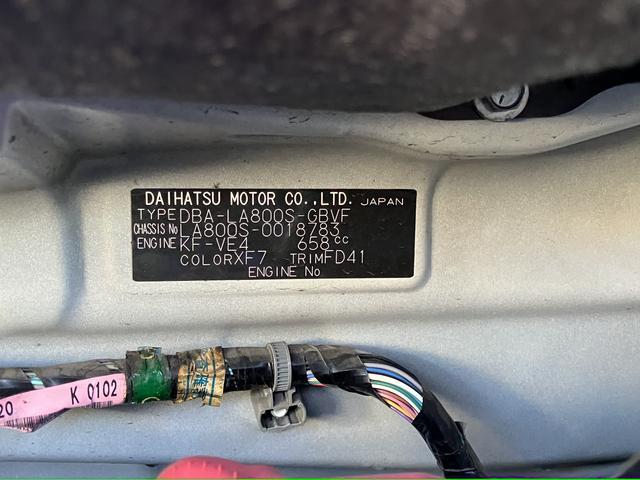 DAIHATSU MOTOR CO.,LTD. JAPAN
TYPE DBA-LA800S-GBVF
CHASSIS No LA800S-0018783
ENGINE KF-VE4 658cc
COLOR XF7 TRIM FD41
ENGINE No
20 K 0102